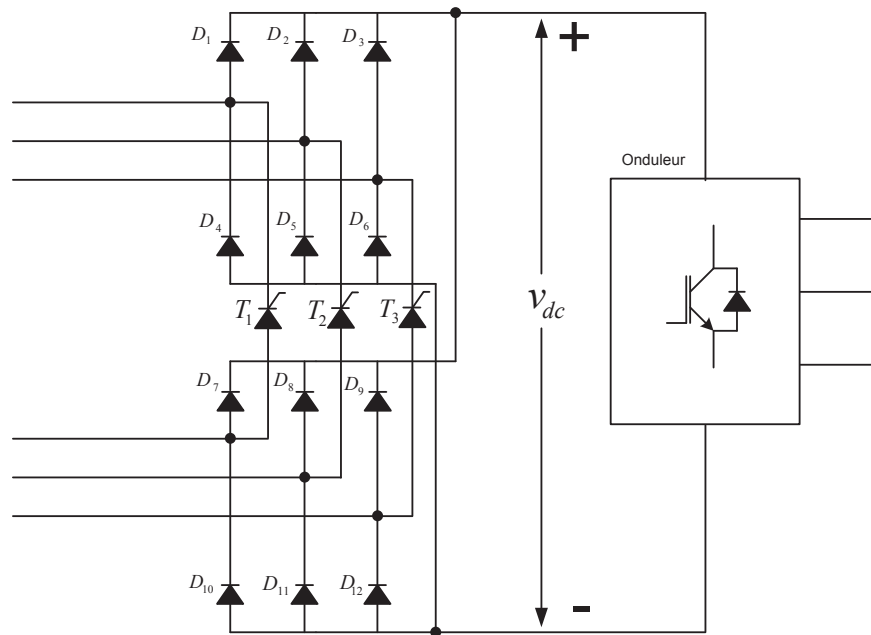 D1
D2
D3
+
Onduleur
D4
D5
D6
vdc
T1
T2
T3
D7
D8
D9
D10
D11
D12
-